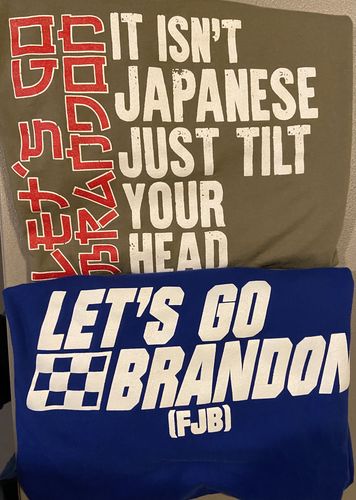 LET'S GO
BRANDON
IT ISN'T
JAPANESE
JUST TILT
YOUR
HEAD
LET'S GO
BRANDON
(FJB)